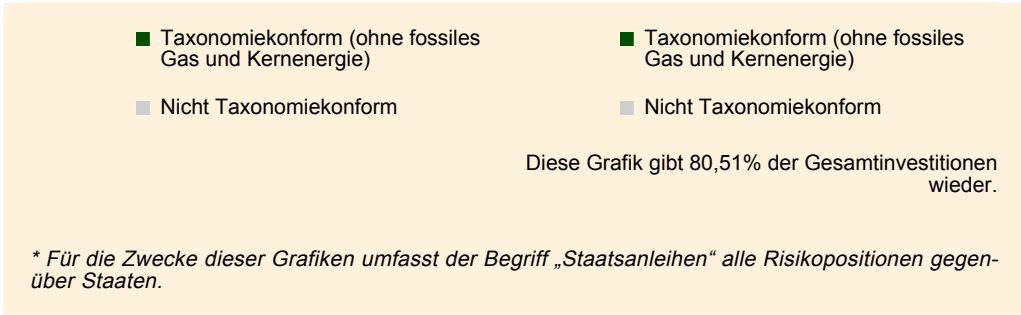 Taxonomiekonform (ohne fossiles
Gas und Kernenergie)
Nicht Taxonomiekonform
Taxonomiekonform (ohne fossiles
Gas und Kernenergie)
Nicht Taxonomiekonform
Diese Grafik gibt 80,51% der Gesamtinvestitionen
wieder.
* Für die Zwecke dieser Grafiken umfasst der Begriff „Staatsanleihen“ alle Risikopositionen gegen-
über Staaten.